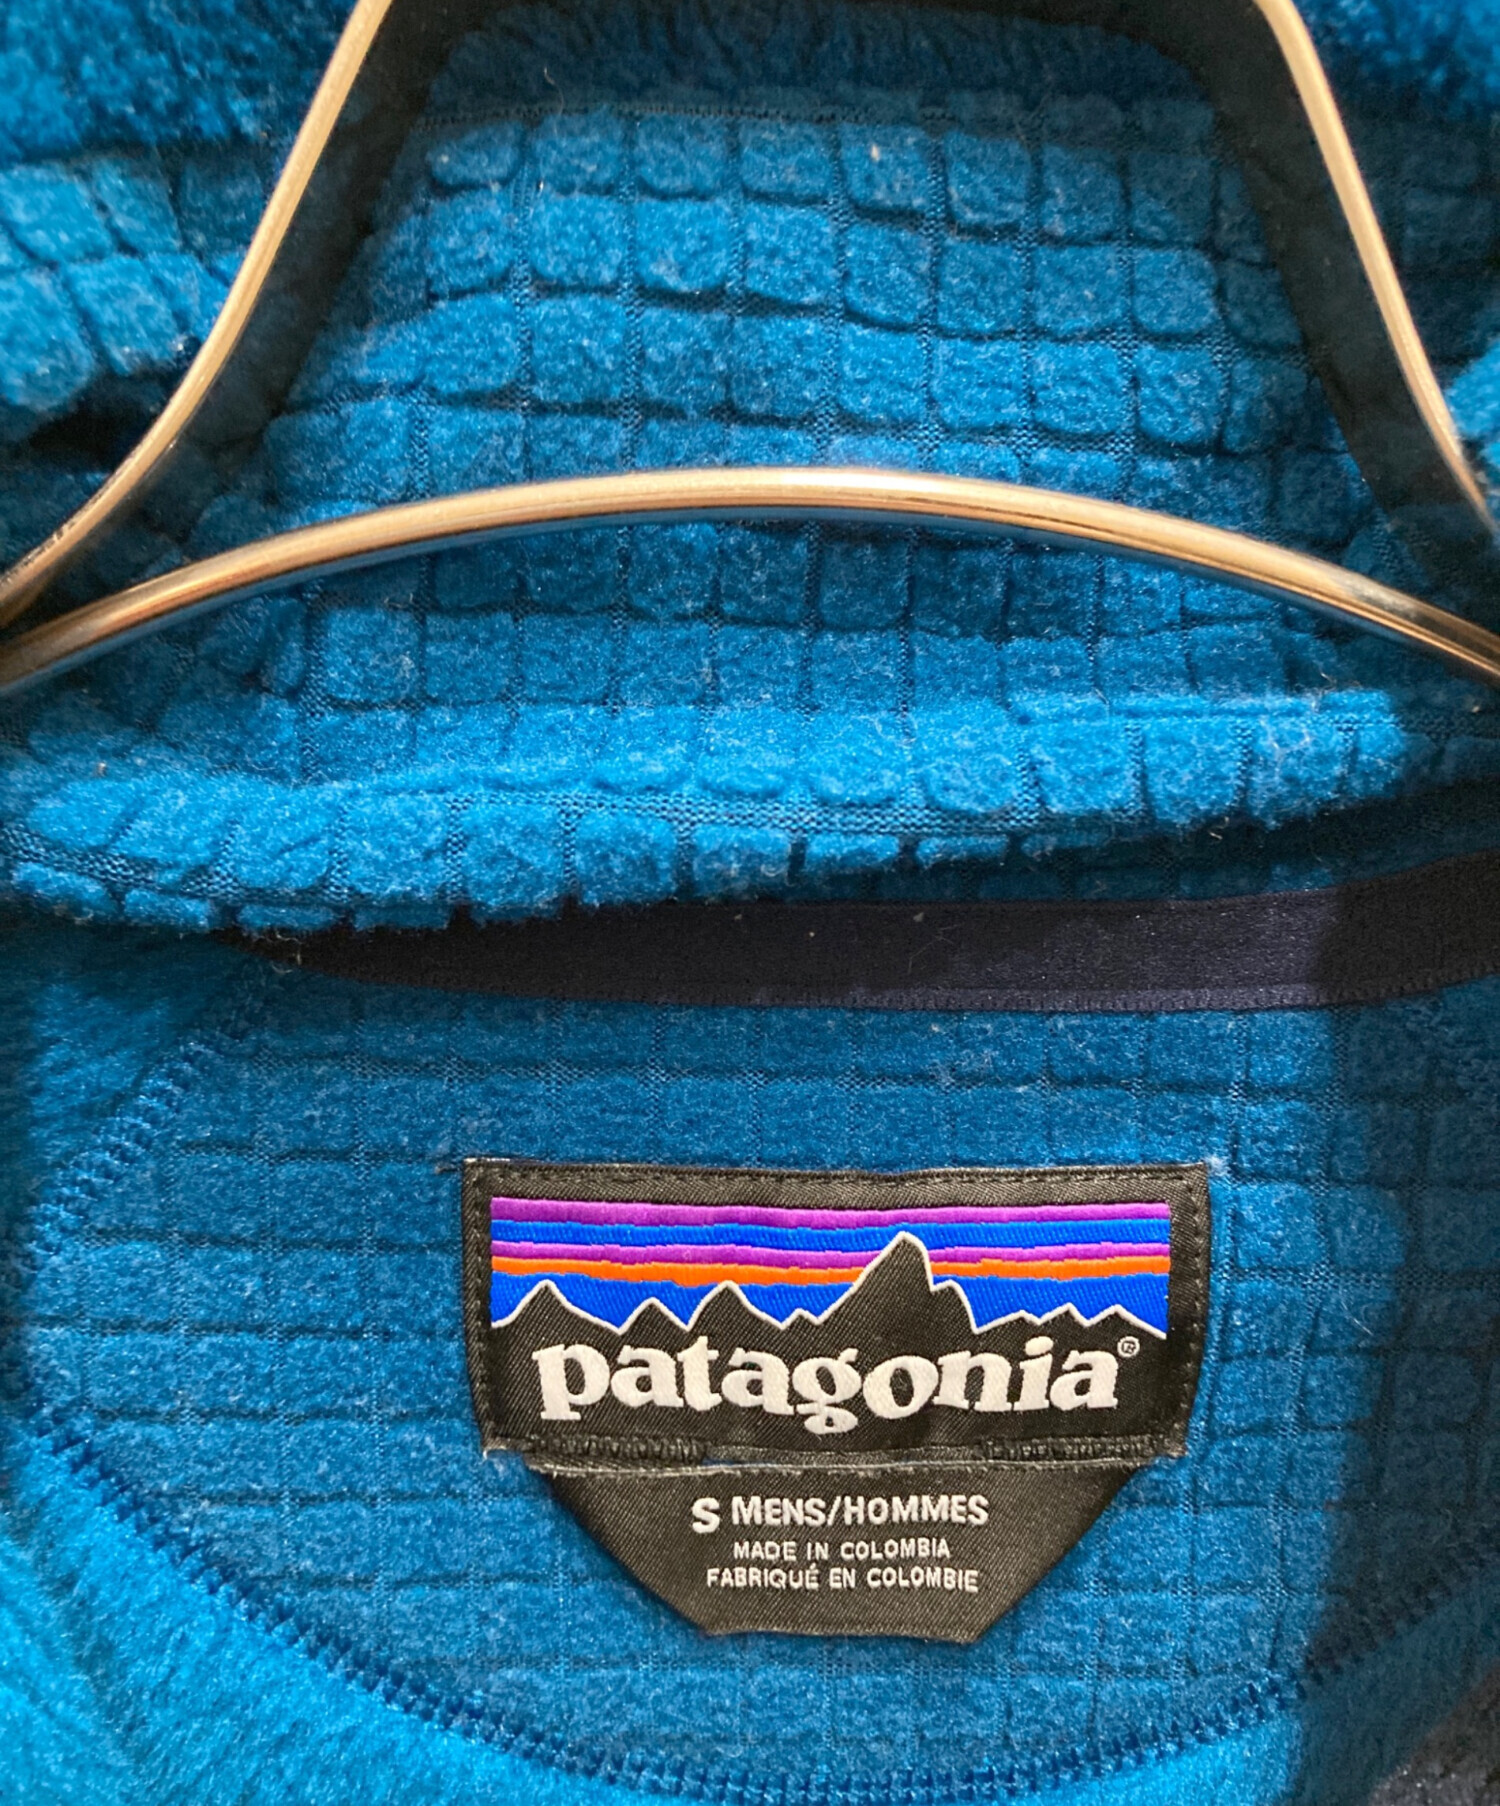 patagonia®
S MENS/HOMMES
MADE IN COLOMBIA
FABRIQUÉ EN COLOMBIE